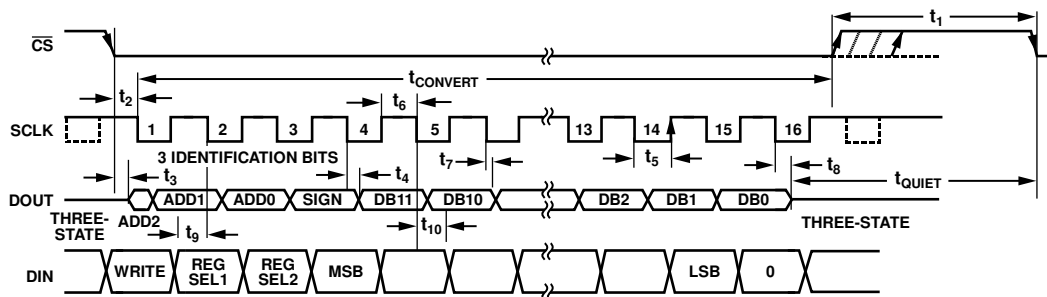 t1
CS
tCONVERT
t2
t6
SCLK
1 2 3 4 5 13 14 15 16
3 IDENTIFICATION BITS
t7
t5
t8
t3
t4
tQUIET
DOUT
ADD1 ADD0 SIGN DB11 DB10 DB2 DB1 DB0
THREE-
STATE
ADD2
THREE-STATE
t9
t10
DIN
WRITE
REG
SEL1
REG
SEL2
MSB
LSB
0